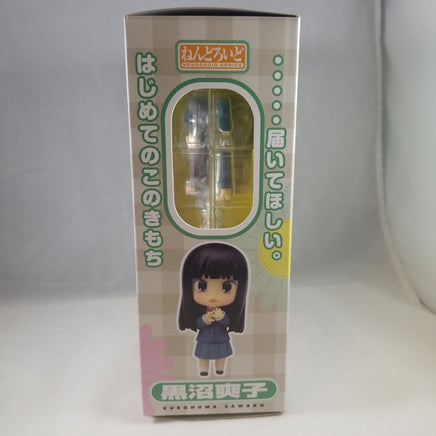 ねんどろいど
NENDOROID SERIES
・・・・・届いてほしい。
はじめてのこのきもち
黒沼爽子
KURONUMA SAWAKO